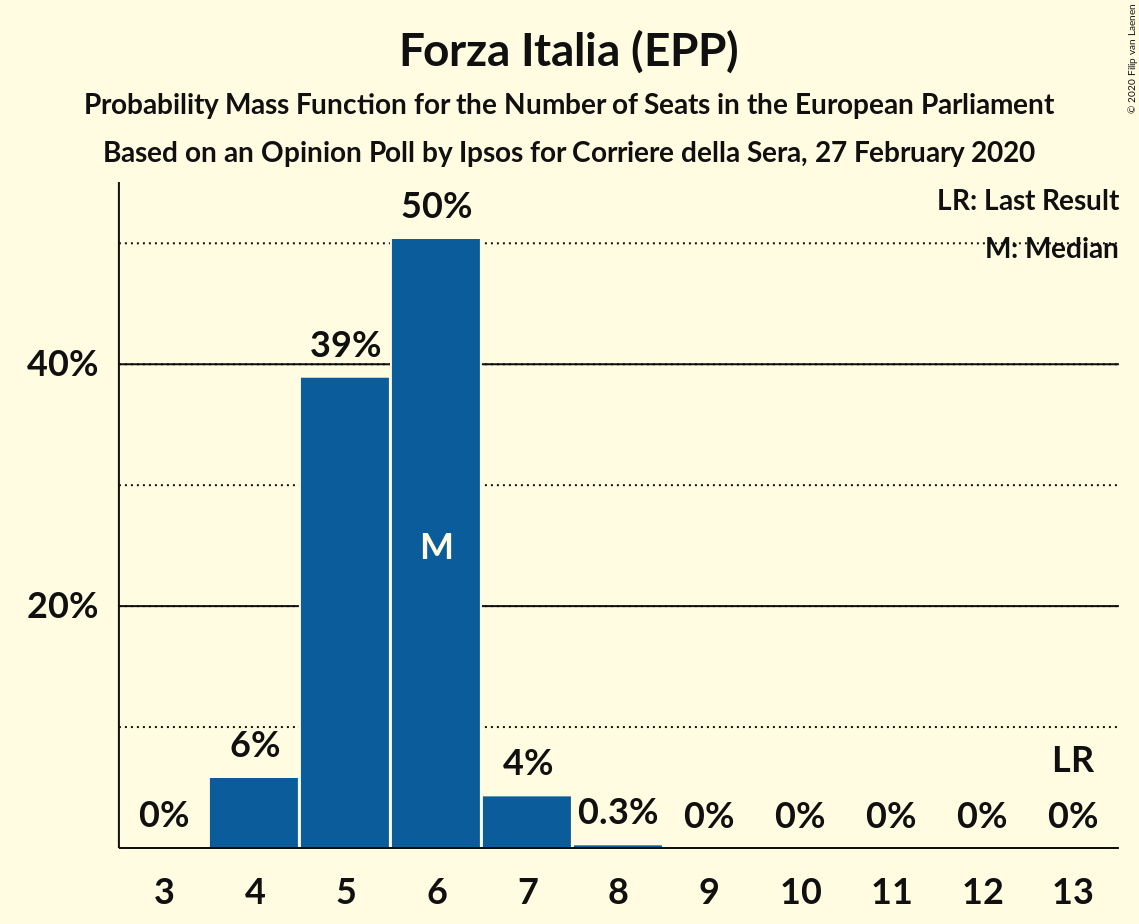 Forza Italia (EPP)
Probability Mass Function for the Number of Seats in the European Parliament
Based on an Opinion Poll by Ipsos for Corriere della Sera, 27 February 2020
© 2020 Filip van Laenen
LR: Last Result
M: Median
50%
39%
40%
M
20%
6%
4%
LR
0%
0.3%
0%
0%
0%
0%
0%
3 4 5 6 7 8 9 10 11 12 13